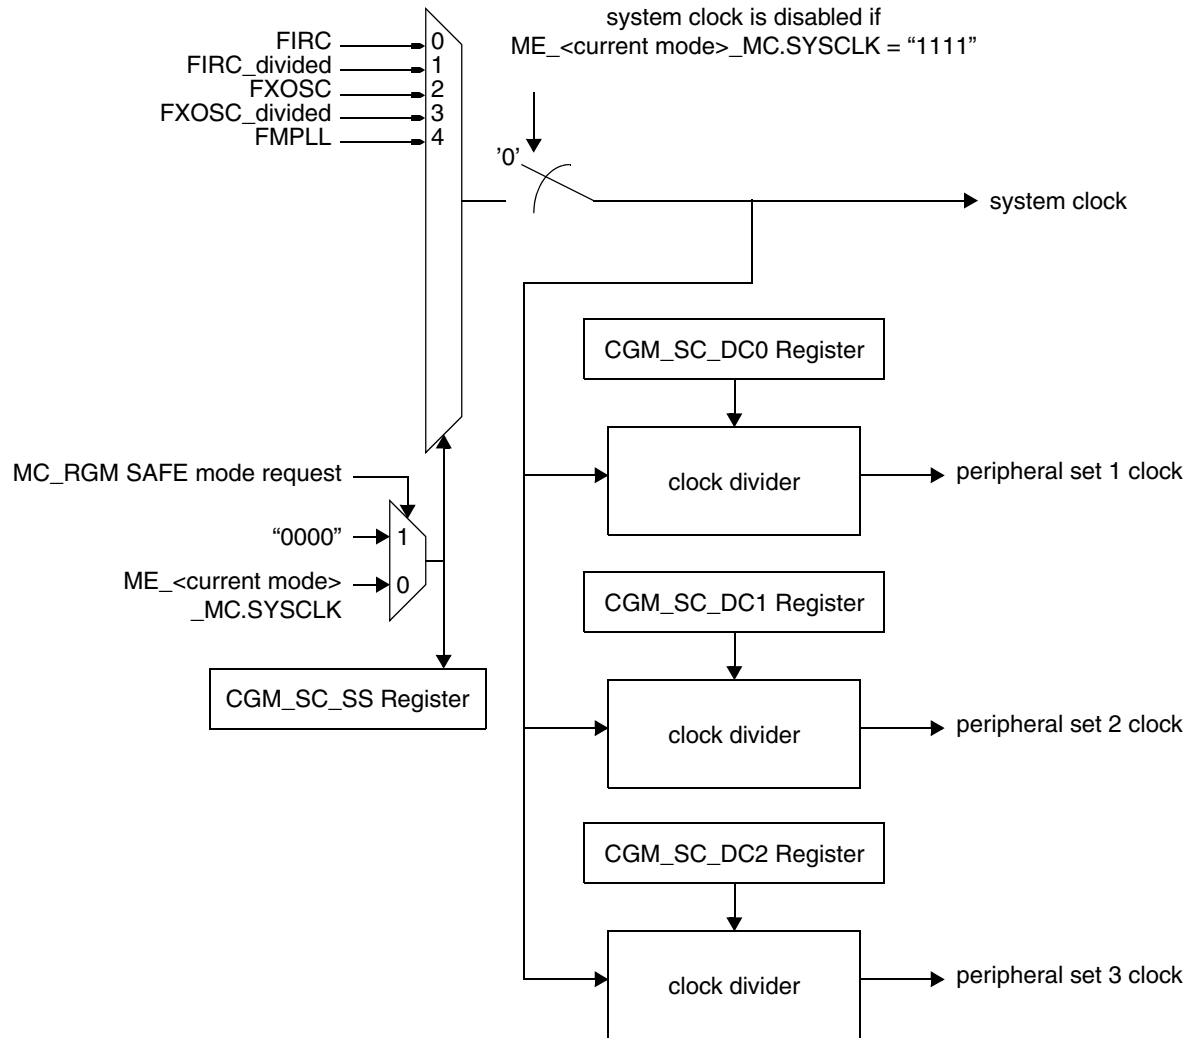 system clock is disabled if
ME_<current mode>_MC.SYSCLK = “1111”
FIRC
0
FIRC_divided
1
FXOSC
2
FXOSC_divided
3
FMPLL
4
’0’
system clock
CGM_SC_DC0 Register
clock divider
peripheral set 1 clock
MC_RGM SAFE mode request
“0000”
1
ME_<current mode>
_MC.SYSCLK
0
CGM_SC_SS Register
CGM_SC_DC1 Register
clock divider
peripheral set 2 clock
CGM_SC_DC2 Register
clock divider
peripheral set 3 clock